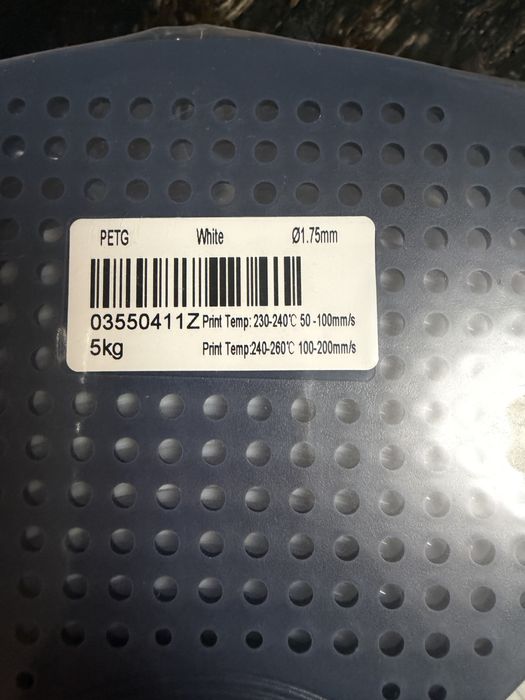 PETG White Ø1.75mm
03550411Z Print Temp: 230-240℃ 50 -100mm/s
5kg Print Temp:240-260℃ 100-200mm/s